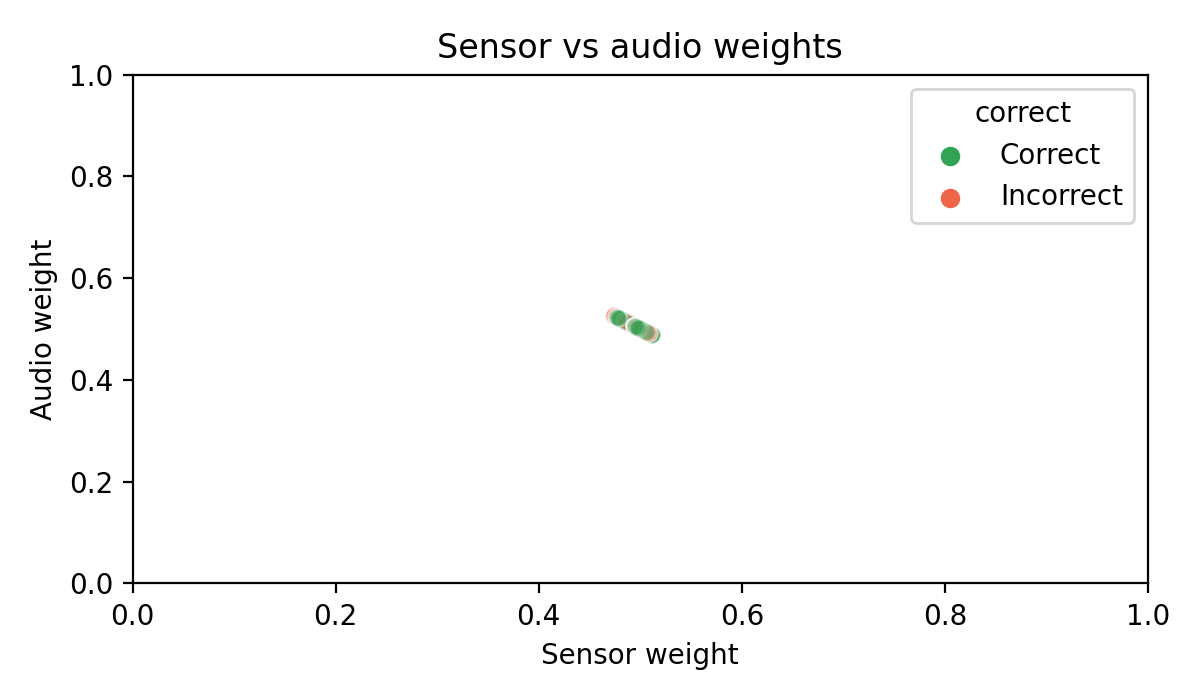 Sensor vs audio weights
1.0
0.8
0.6
0.4
0.2
0.0
Audio weight
correct
Correct
Incorrect
0.0 0.2 0.4 0.6 0.8 1.0
Sensor weight